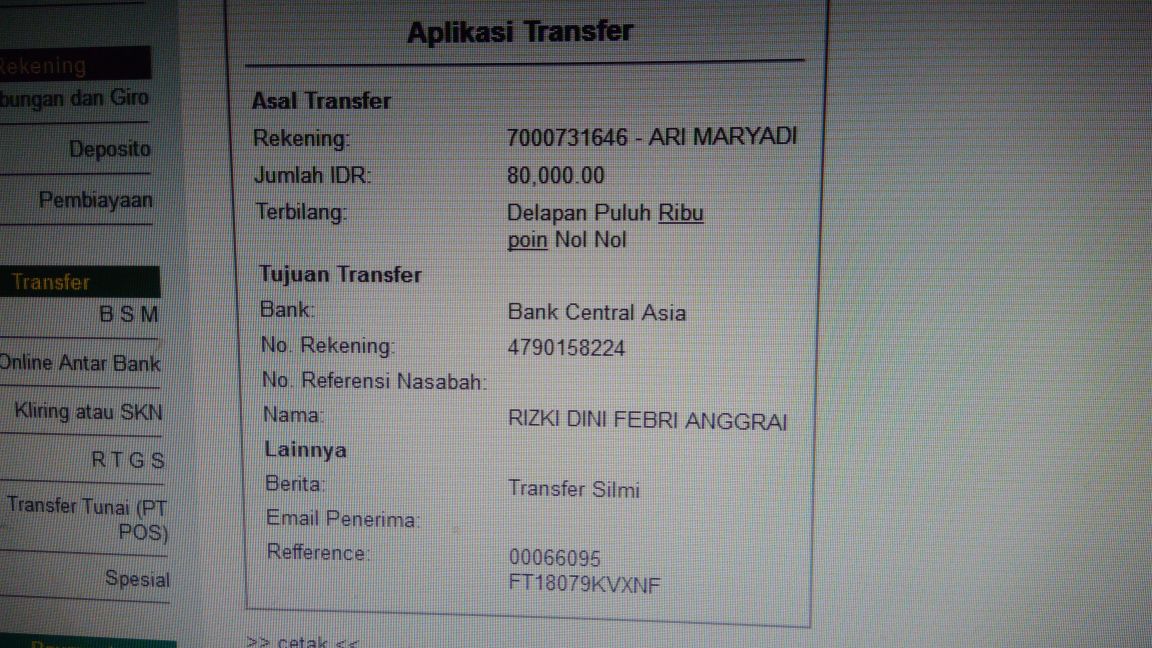 Aplikasi Transfer
Rekening
bungan dan Giro
Deposito
Pembiayaan
Transfer
B S M
Online Antar Bank
Kliring atau SKN
R T G S
Transfer Tunai (PT
POS)
Spesial
Asal Transfer
Rekening: 7000731646 - ARI MARYADI
Jumlah IDR: 80,000.00
Terbilang: Delapan Puluh Ribu
poin Nol Nol
Tujuan Transfer
Bank: Bank Central Asia
No. Rekening: 4790158224
No. Referensi Nasabah:
Nama: RIZKI DINI FEBRI ANGGRAI
Lainnya
Berita: Transfer Silmi
Email Penerima:
Refference: 00066095
FT18079KVXNF
>> cetak <<